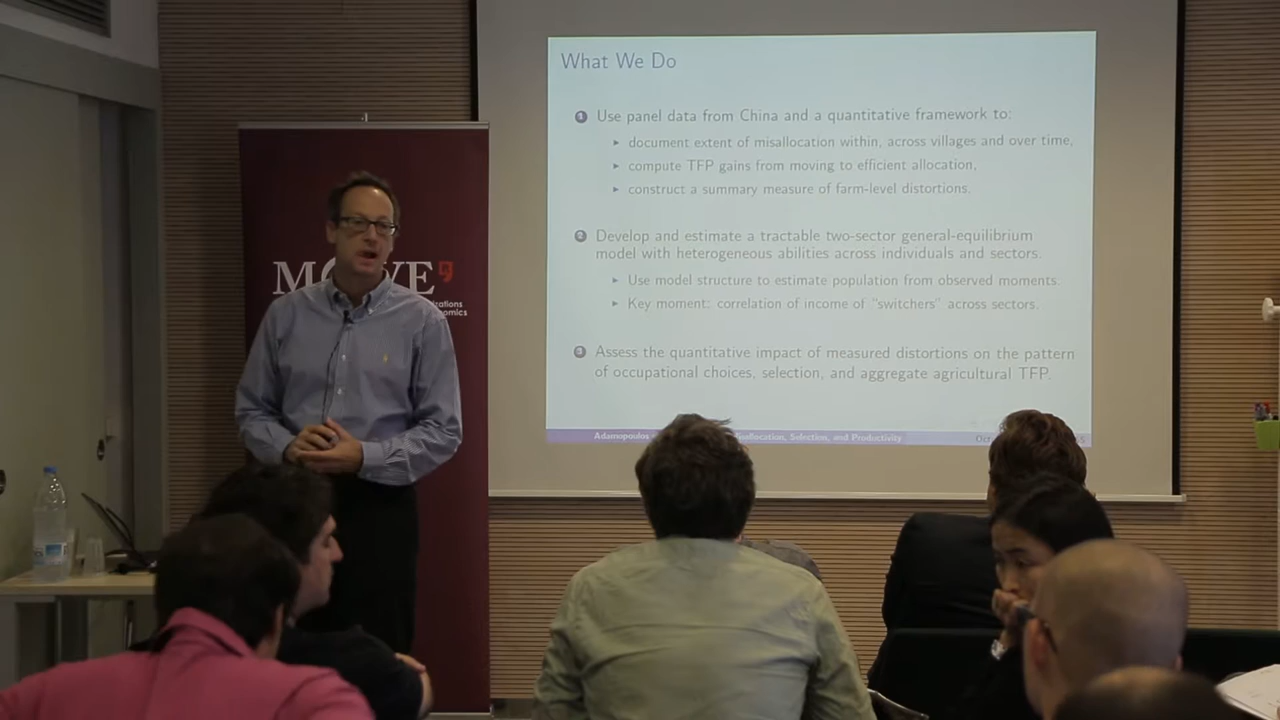 What We Do
1 Use panel data from China and a quantitative framework to:
document extent of misallocation within, across villages and over time,
compute TFP gains from moving to efficient allocation,
construct a summary measure of farm-level distortions.
2 Develop and estimate a tractable two-sector general-equilibrium
model with heterogeneous abilities across individuals and sectors.
Use model structure to estimate population from observed moments.
Key moment: correlation of income of "switchers" across sectors.
3 Assess the quantitative impact of measured distortions on the pattern
of occupational choices, selection, and aggregate agricultural TFP.
Adamopoulos Selection, and Productivity